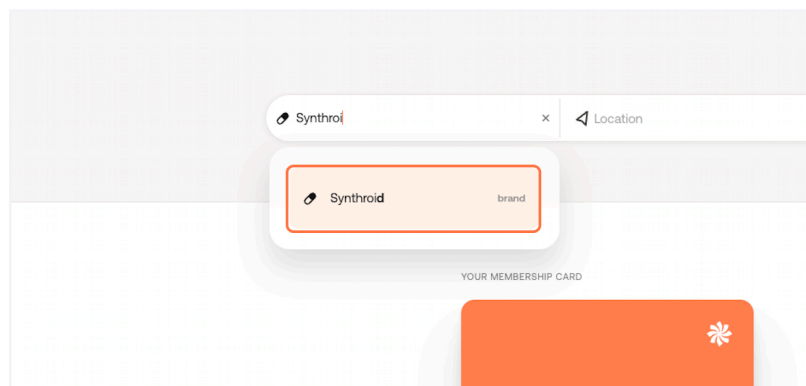 Synthroi
Location
Synthroid
brand
YOUR MEMBERSHIP CARD